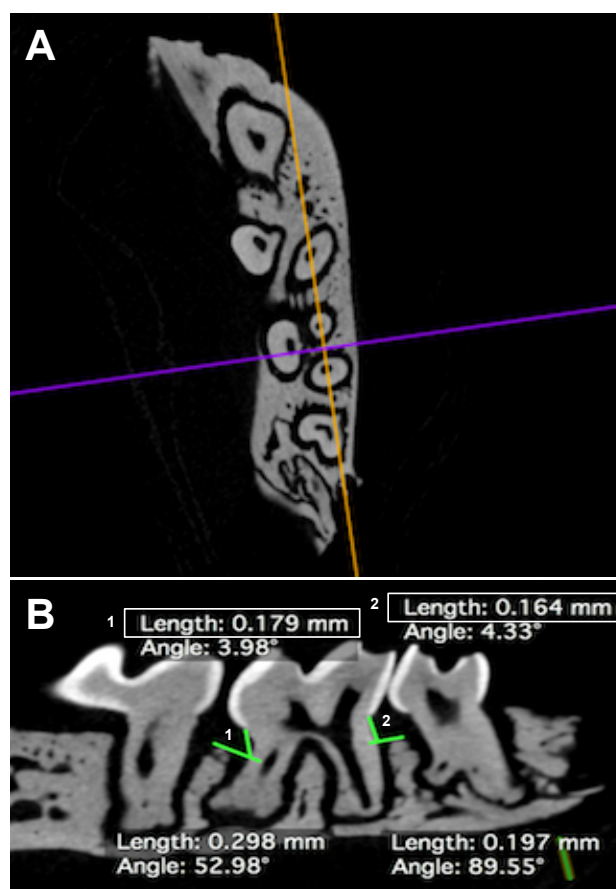 A
B
1 Length: 0.179 mm
Angle: 3.98°
2 Length: 0.164 mm
Angle: 4.33°
1
2
Length: 0.298 mm
Angle: 52.98°
Length: 0.197 mm
Angle: 89.55°